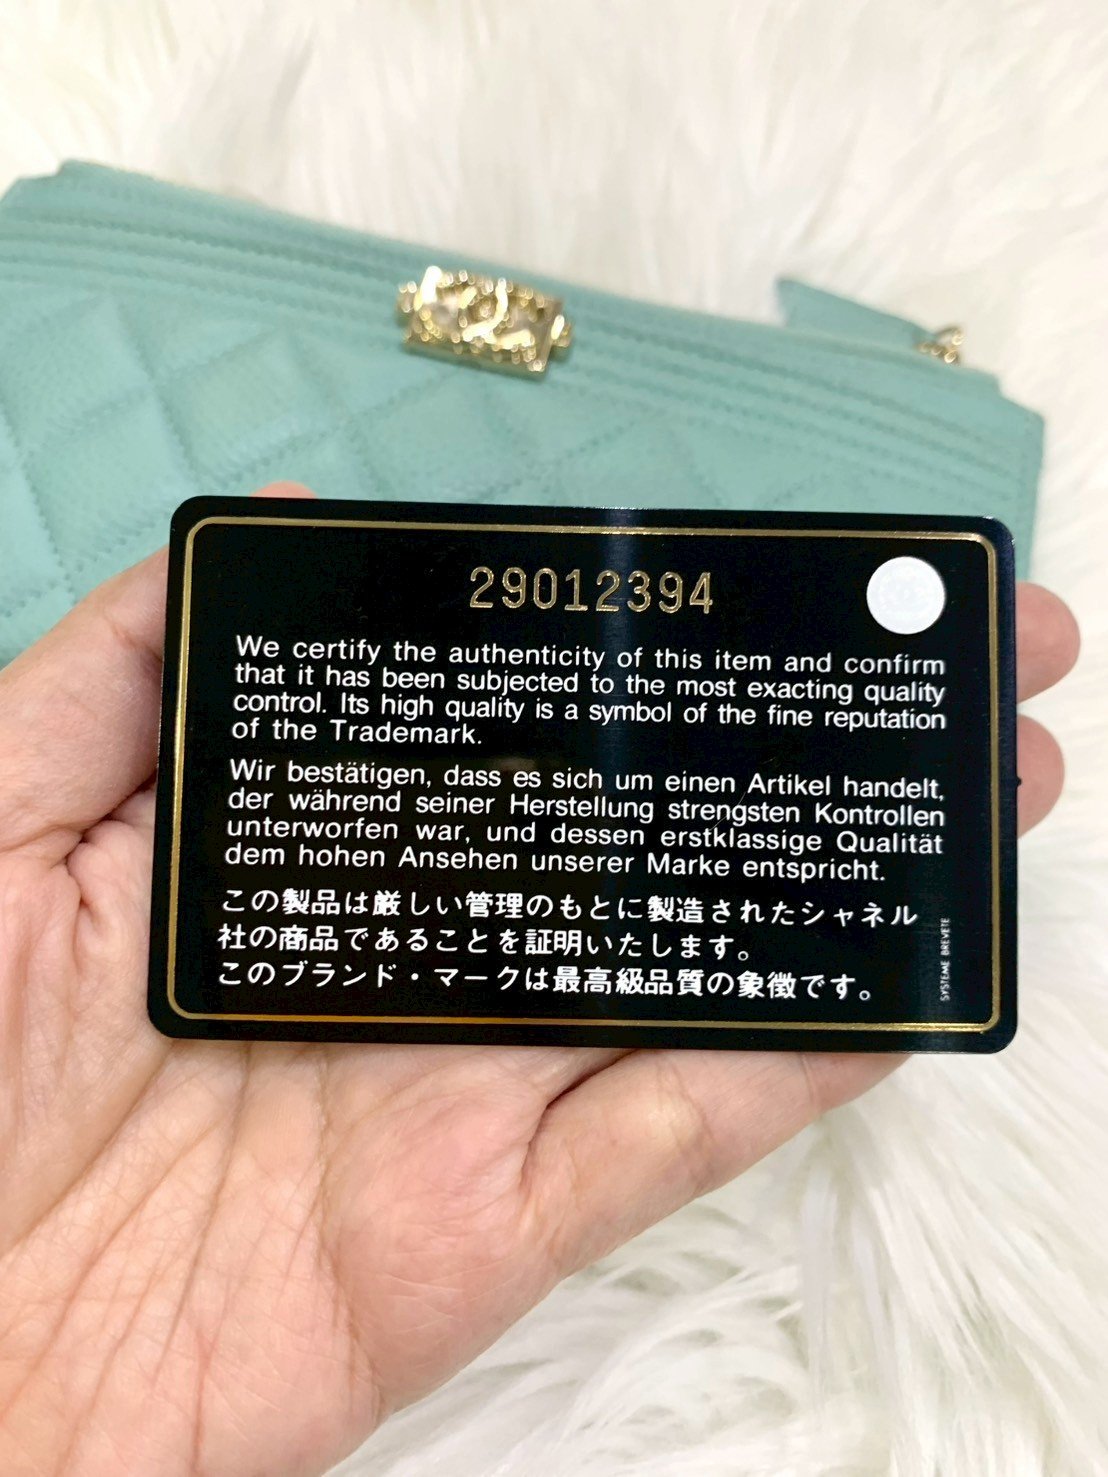 29012394
We certify the authenticity of this item and confirm
that it has been subjected to the most exacting quality
control. Its high quality is a symbol of the fine reputation
of the Trademark.
Wir bestätigen, dass es sich um einen Artikel handelt,
der während seiner Herstellung strengsten Kontrollen
unterworfen war, und dessen erstklassige Qualität
dem hohen Ansehen unserer Marke entspricht.
この製品は厳しい管理のもとに製造されたシャネル
社の商品であることを証明いたします。
このブランド・マークは最高級品質の象徴です。
SYSTEME BREVETE